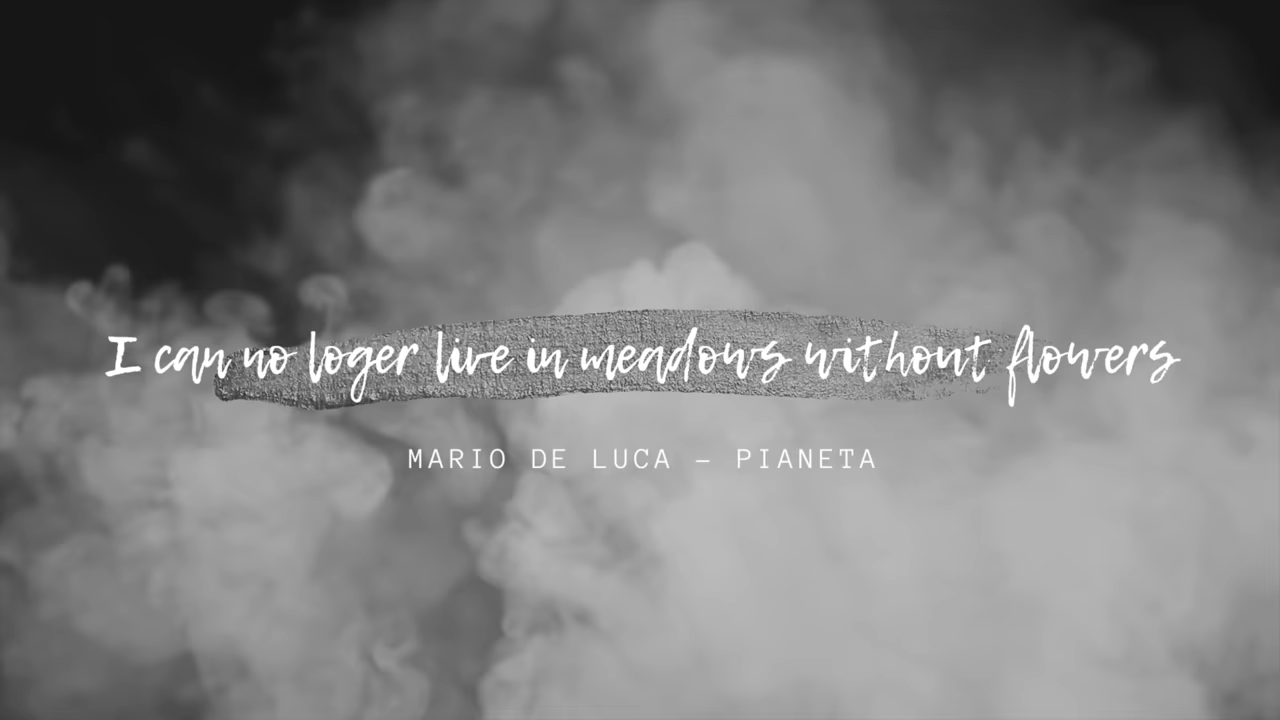 I can no loger live in meadows without flowers
MARIO DE LUCA – PIANETA